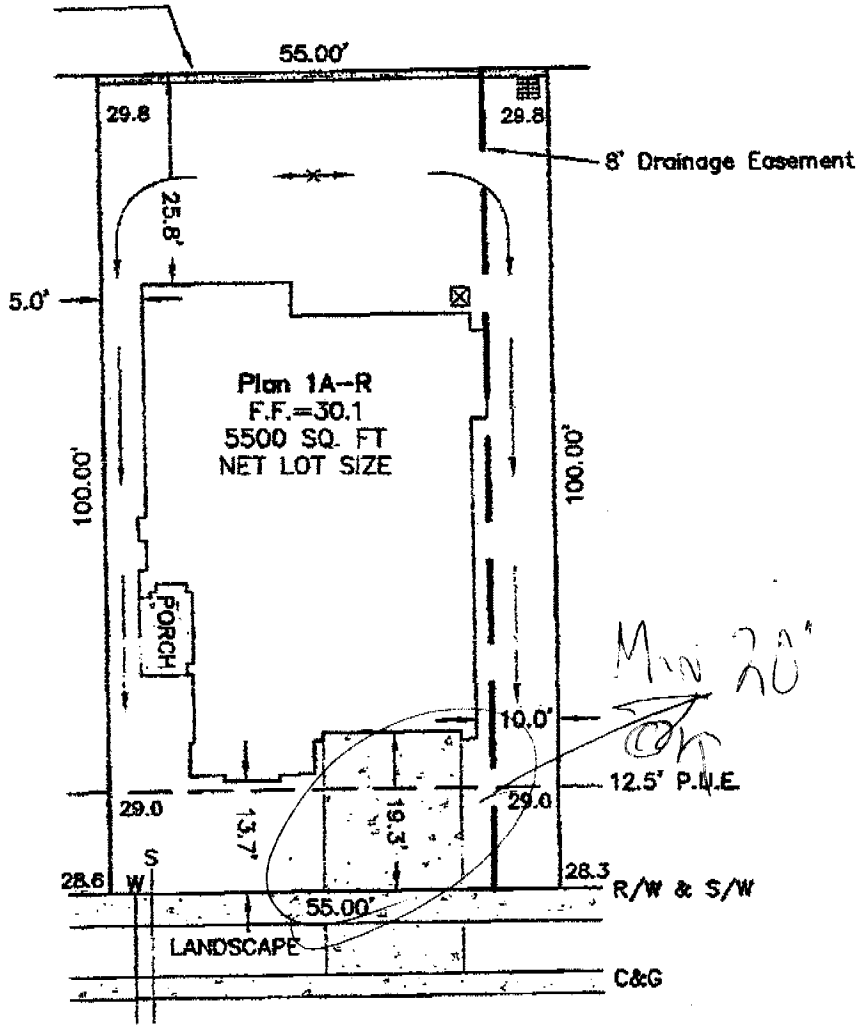 55.00'
29.8
29.8
8' Drainage Easement
25.8'
5.0'
Plan 1A-R
F.F.=30.1
5500 SQ. FT
NET LOT SIZE
100.00'
100.00'
PORCH
Min 20'
10.0'
12.5' P.U.E.
29.0
29.0
13.7'
19.3'
S
W
28.6
28.3
R/W & S/W
55.00'
LANDSCAPE
C&G